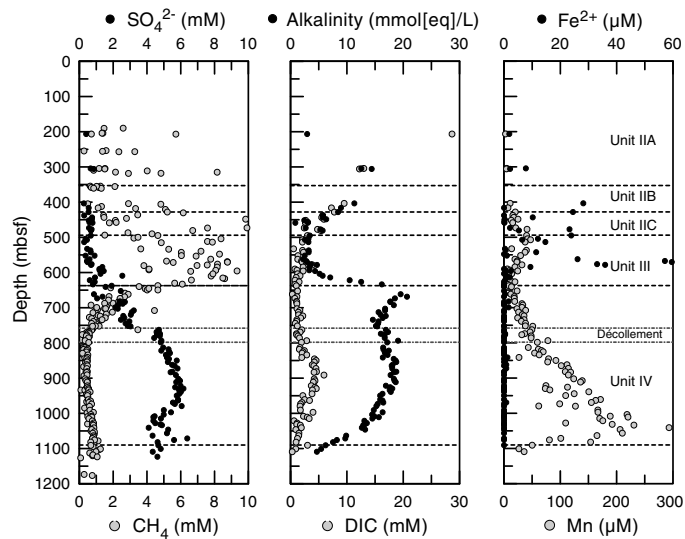 SO₄²⁻ (mM)
Alkalinity (mmol[eq]/L)
Fe²⁺ (µM)
0 2 4 6 8 10
0 10 20 30
0 20 40 60
Depth (mbsf)
0
100
200
300
400
500
600
700
800
900
1000
1100
1200
Unit IIA
Unit IIB
Unit IIC
Unit III
Décollement
Unit IV
0 2 4 6 8 10
0 10 20 30
0 100 200 300
CH₄ (mM)
DIC (mM)
Mn (µM)